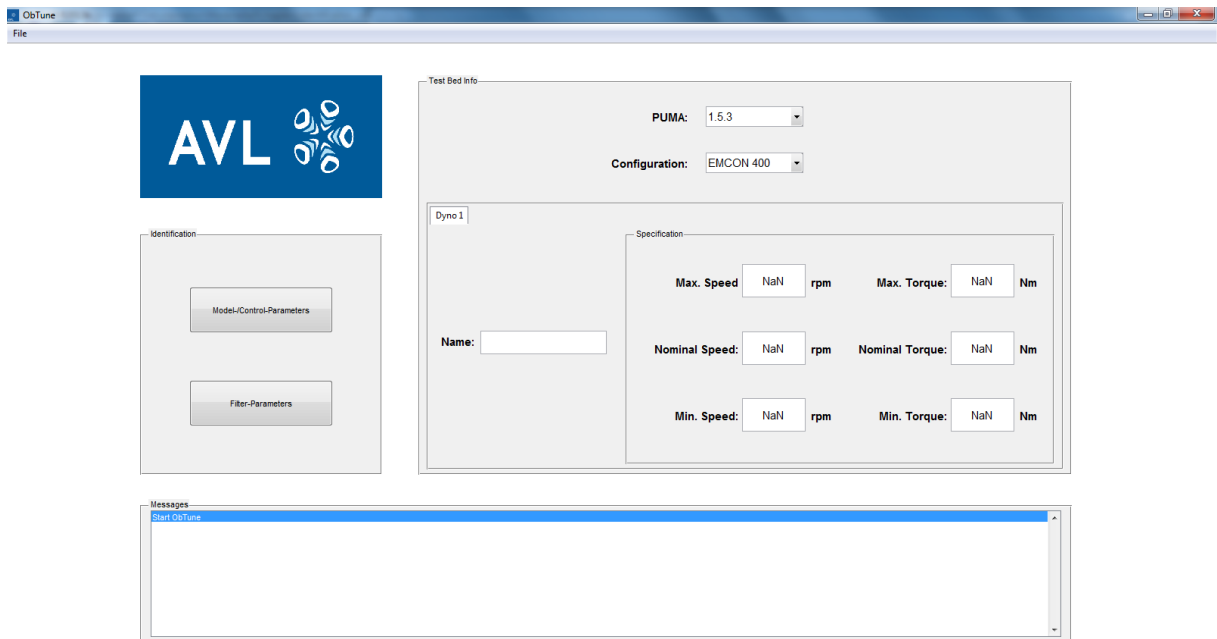 ObTune
File
AVL
Test Bed Info
PUMA: 1.5.3
Configuration: EMCON 400
Identification
Model-/Control-Parameters
Filter-Parameters
Dyno 1
Name:
Specification
Max. Speed NaN rpm Max. Torque: NaN Nm
Nominal Speed: NaN rpm Nominal Torque: NaN Nm
Min. Speed: NaN rpm Min. Torque: NaN Nm
Messages
Start ObTune